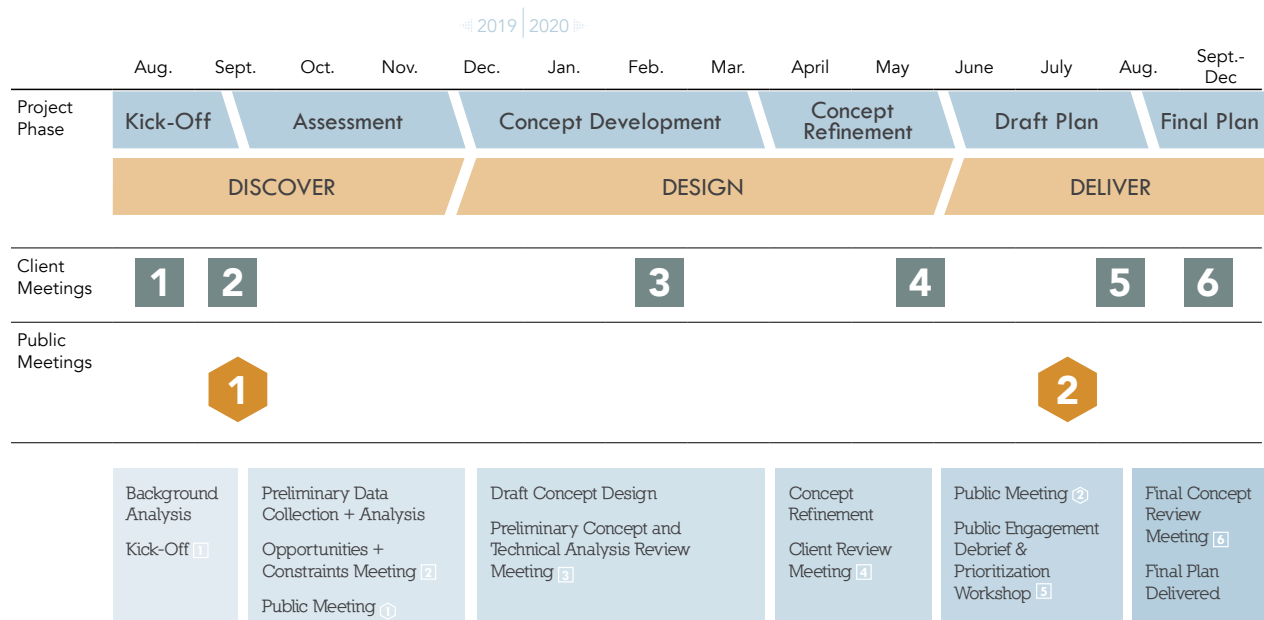 2019 2020
Aug. Sept. Oct. Nov. Dec. Jan. Feb. Mar. April May June July Aug. Sept.-
Dec
Project
Phase
Kick-Off Assessment Concept Development Concept
Refinement Draft Plan Final Plan
DISCOVER DESIGN DELIVER
Client
Meetings
1 2 3 4 5 6
Public
Meetings
1 2
Background
Analysis
Kick-Off 1
Preliminary Data
Collection + Analysis
Opportunities +
Constraints Meeting 2
Public Meeting 1
Draft Concept Design
Preliminary Concept and
Technical Analysis Review
Meeting 3
Concept
Refinement
Client Review
Meeting 4
Public Meeting 2
Public Engagement
Debrief &
Prioritization
Workshop 5
Final Concept
Review
Meeting 6
Final Plan
Delivered